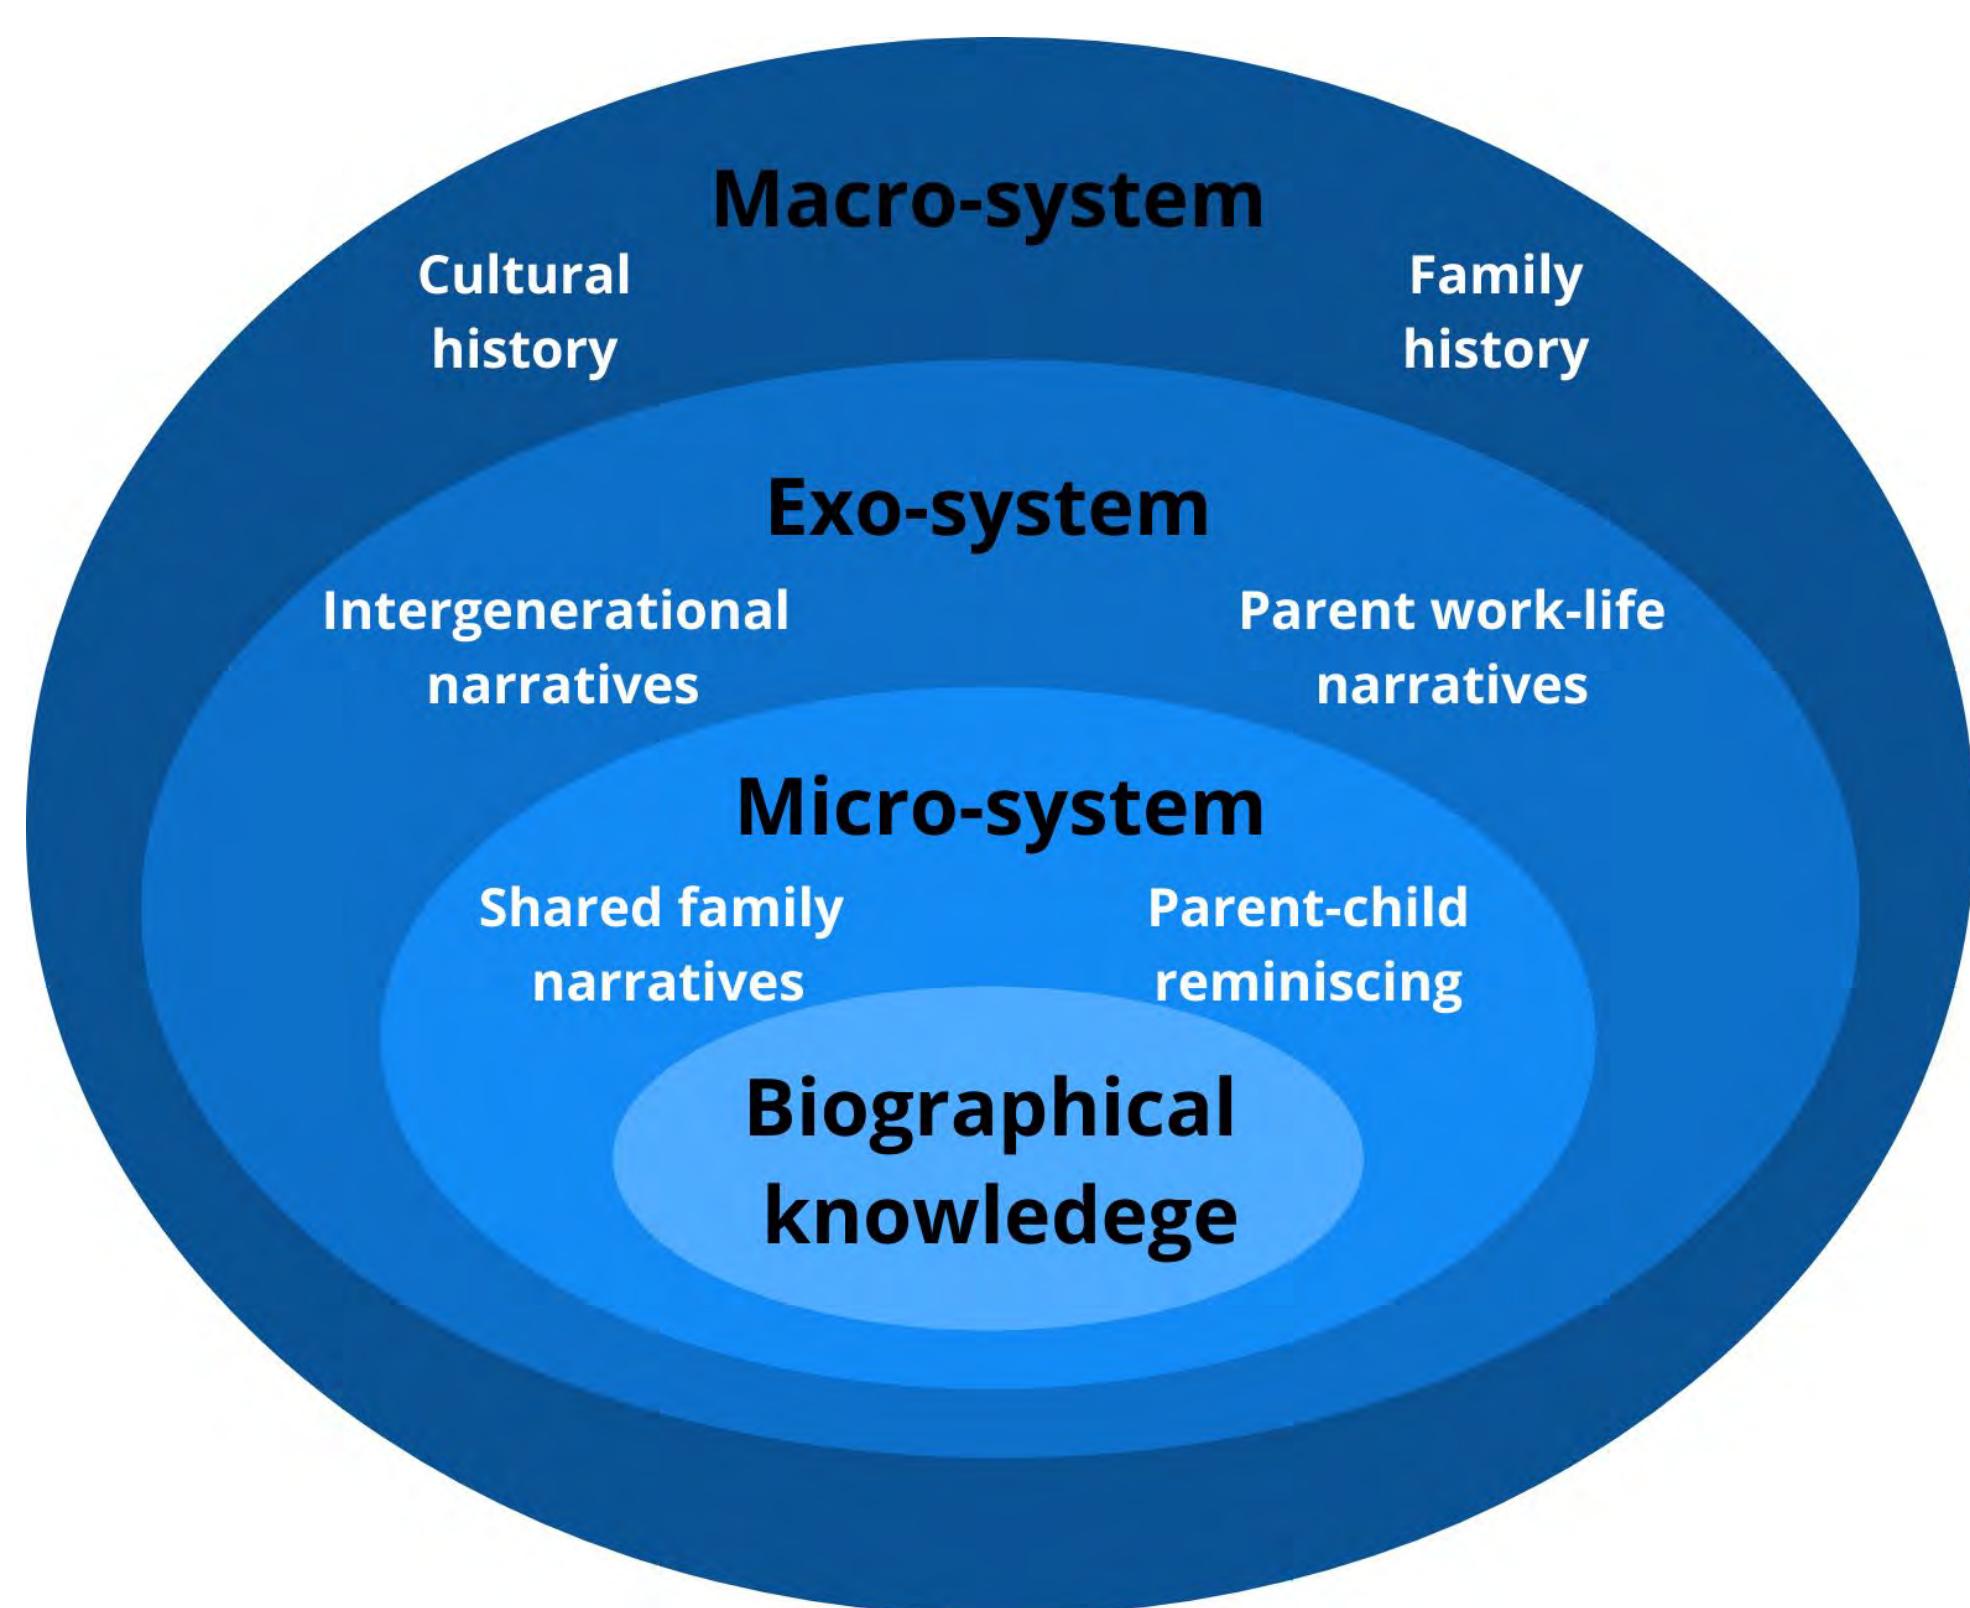 Macro-system
Cultural
history
Family
history
Exo-system
Intergenerational
narratives
Parent work-life
narratives
Micro-system
Shared family
narratives
Parent-child
reminiscing
Biographical
knowledege